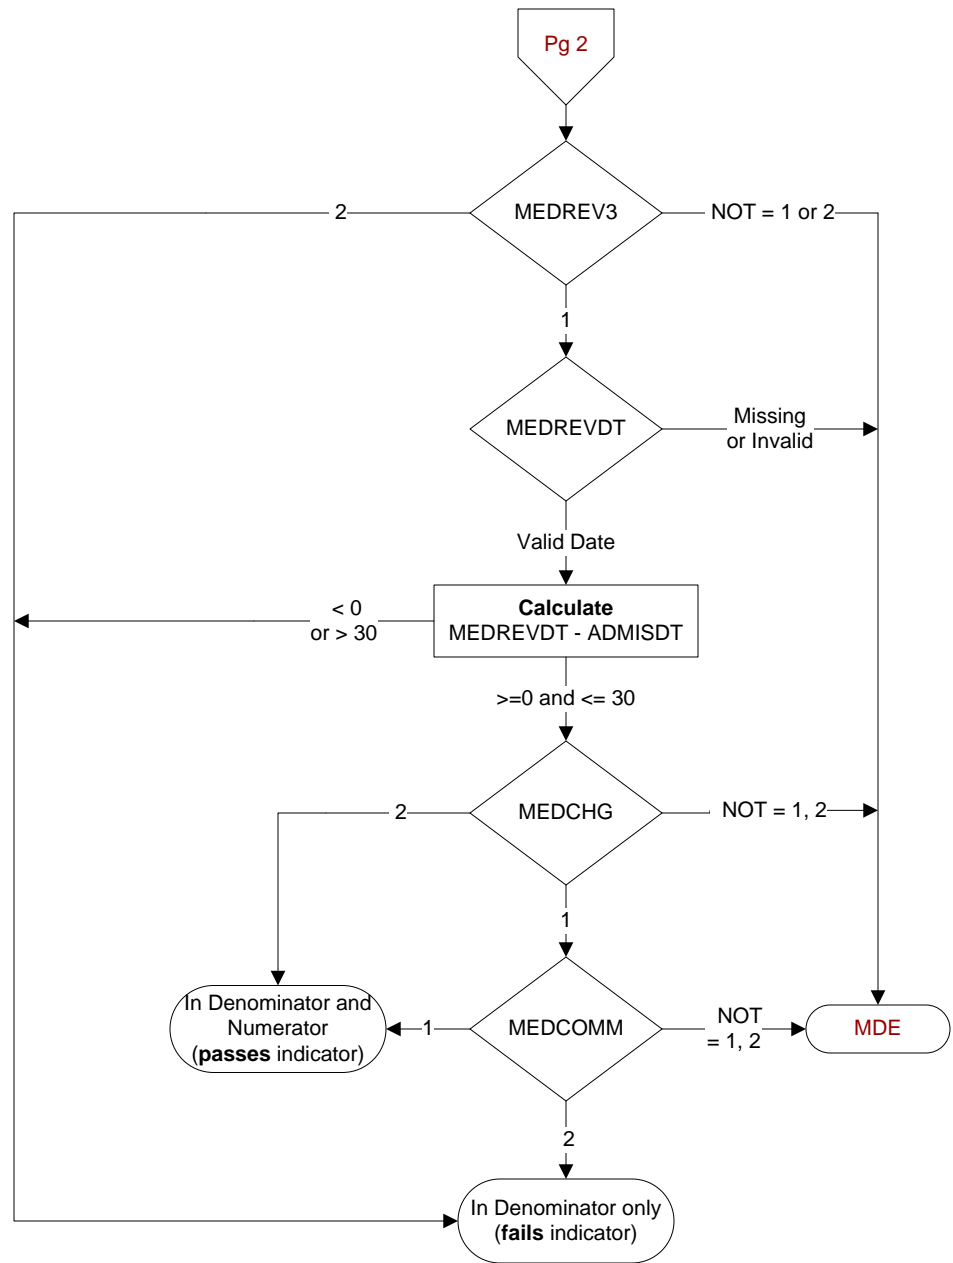 Pg 2
MEDREV3
2
NOT = 1 or 2
1
MEDREVDT
Missing
or Invalid
Valid Date
Calculate
MEDREVDT - ADMISDT
< 0
or > 30
>=0 and <= 30
MEDCHG
2
NOT = 1, 2
1
In Denominator and
Numerator
(passes indicator)
1
MEDCOMM
NOT
= 1, 2
MDE
2
In Denominator only
(fails indicator)